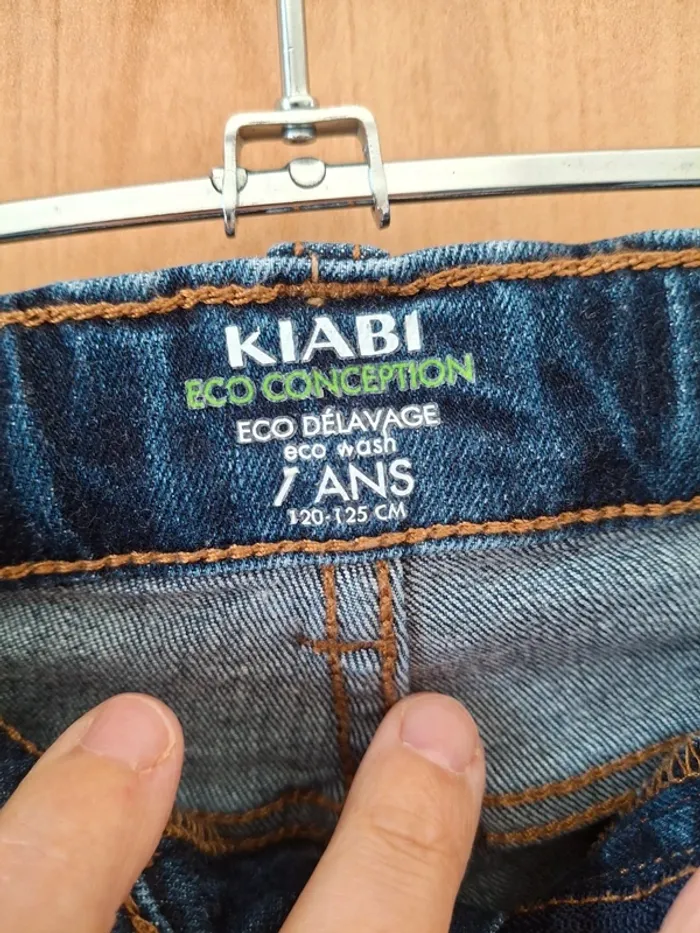 KIABI
ECO CONCEPTION
ECO DÉLAVAGE
eco wash
7 ANS
120-125 CM